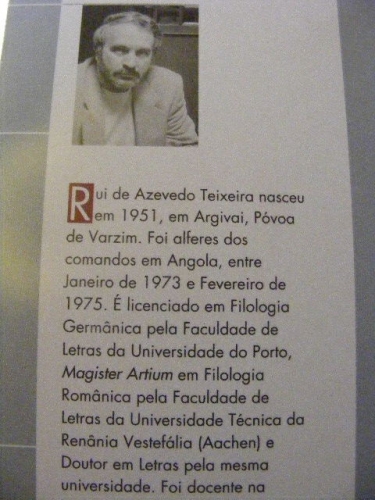 Rui de Azevedo Teixeira nasceu
em 1951, em Argivai, Póvoa
de Varzim. Foi alferes dos
comandos em Angola, entre
Janeiro de 1973 e Fevereiro de
1975. É licenciado em Filologia
Germânica pela Faculdade de
Letras da Universidade do Porto,
Magister Artium em Filologia
Românica pela Faculdade de
Letras da Universidade Técnica da
Renânia Vestefália (Aachen) e
Doutor em Letras pela mesma
universidade. Foi docente na